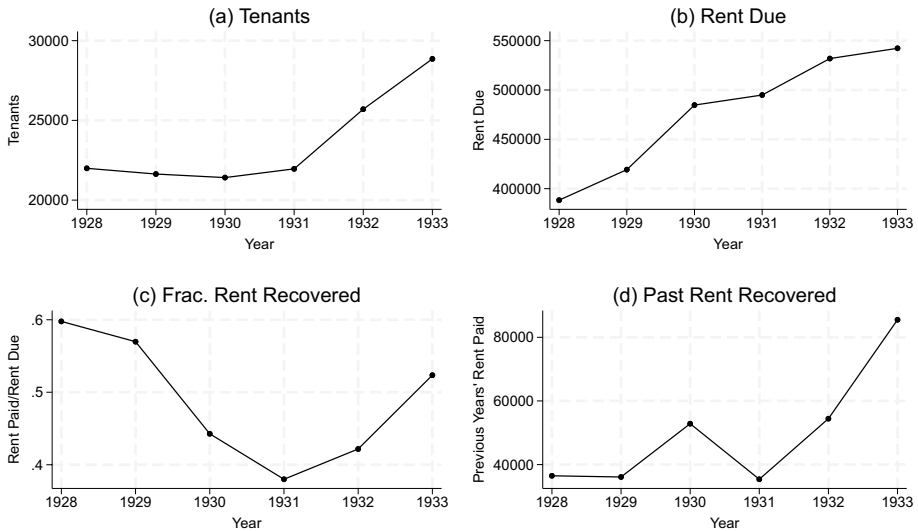 (a) Tenants
30000
25000
20000
Tenants
1928 1929 1930 1931 1932 1933
Year
(b) Rent Due
550000
500000
450000
400000
Rent Due
1928 1929 1930 1931 1932 1933
Year
(c) Frac. Rent Recovered
.6
.5
.4
Rent Paid/Rent Due
1928 1929 1930 1931 1932 1933
Year
(d) Past Rent Recovered
80000
60000
40000
Previous Years' Rent Paid
1928 1929 1930 1931 1932 1933
Year